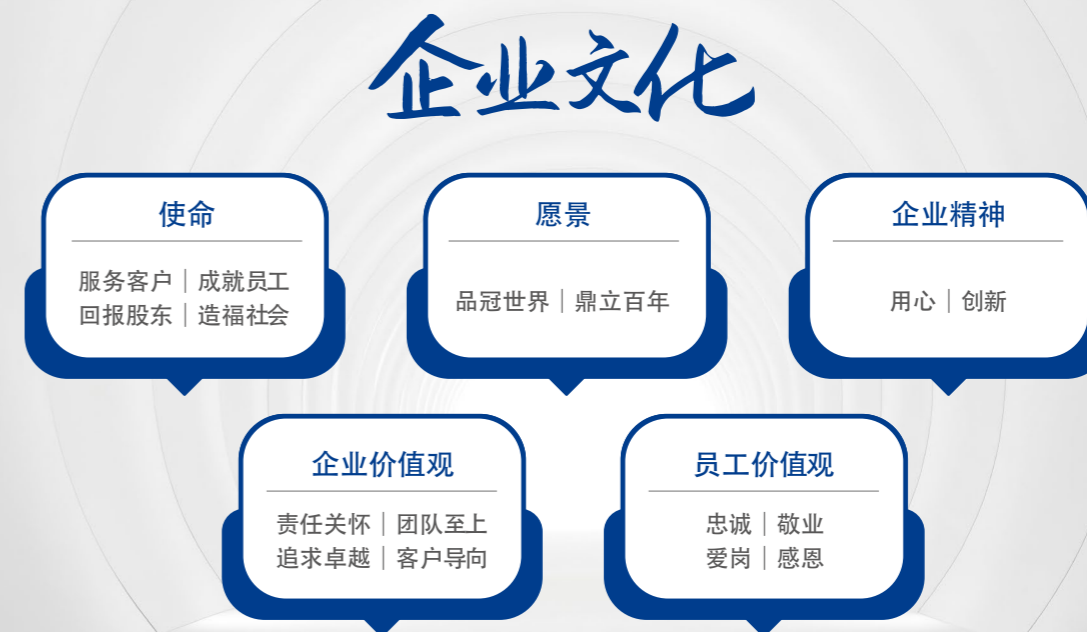 企业文化
使命
服务客户｜成就员工
回报股东｜造福社会
愿景
品冠世界｜鼎立百年
企业精神
用心｜创新
企业价值观
责任关怀｜团队至上
追求卓越｜客户导向
员工价值观
忠诚｜敬业
爱岗｜感恩